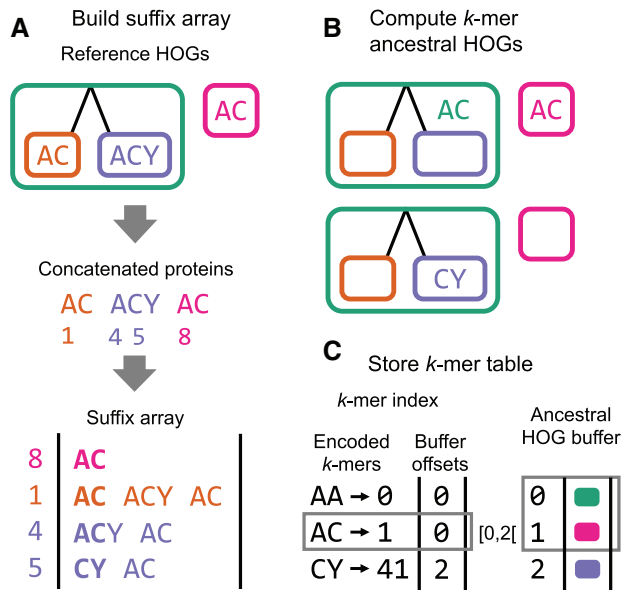 A
Build suffix array
Reference HOGs
AC ACY
AC
Concatenated proteins
AC ACY AC
1 4 5 8
Suffix array
8 AC
1 AC ACY AC
4 ACY AC
5 CY AC
B
Compute k-mer
ancestral HOGs
AC
AC
CY
C
Store k-mer table
k-mer index
Encoded
k-mers
Buffer
offsets
Ancestral
HOG buffer
AA → 0 0 0
AC → 1 0 [0,2[ 1
CY → 41 2 2